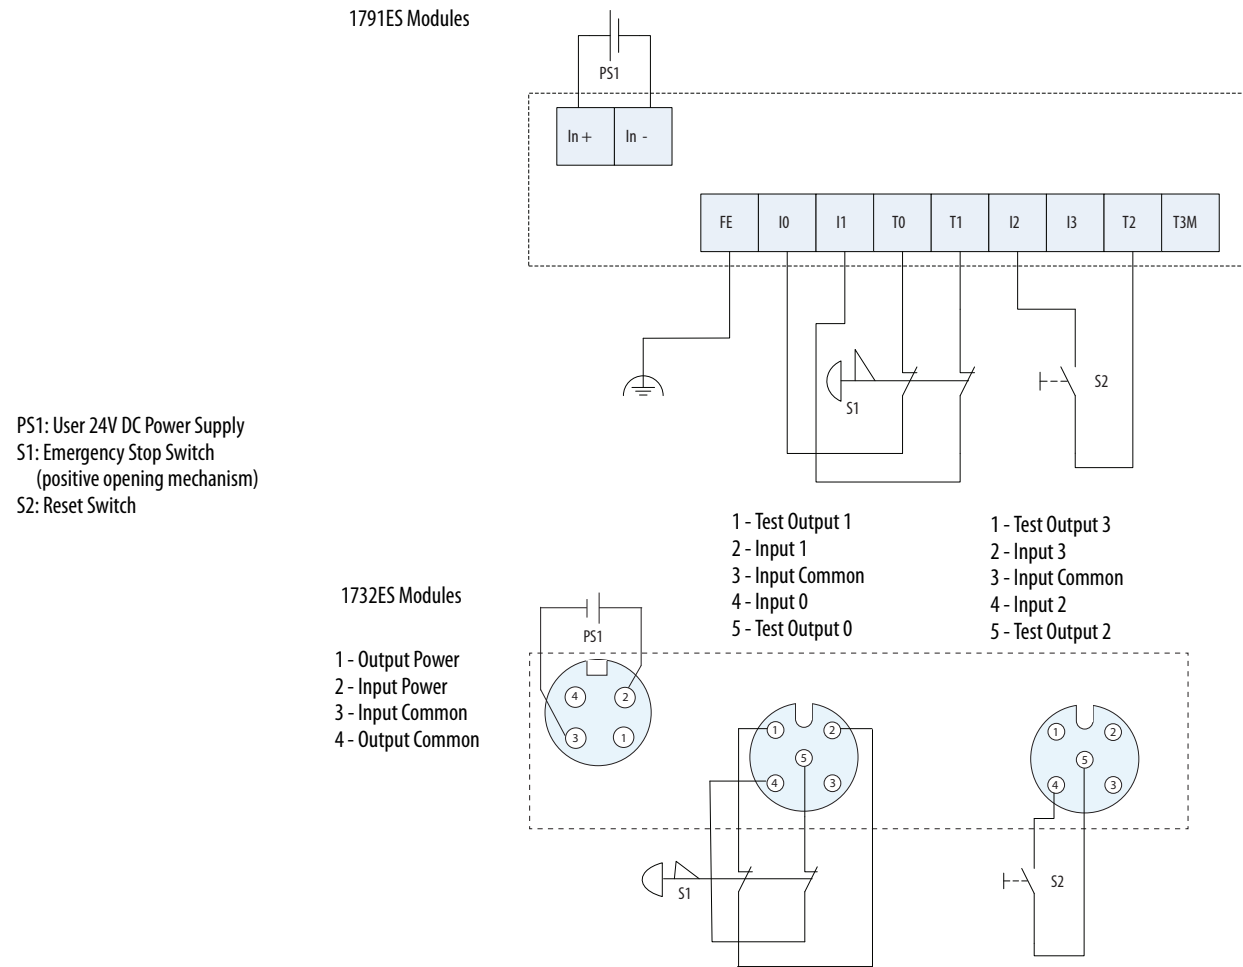 1791ES Modules
PS1
In +
In -
FE
I0
I1
T0
T1
I2
I3
T2
T3M
S1
S2
PS1: User 24V DC Power Supply
S1: Emergency Stop Switch
(positive opening mechanism)
S2: Reset Switch
1 - Test Output 1
2 - Input 1
3 - Input Common
4 - Input 0
5 - Test Output 0
1 - Test Output 3
2 - Input 3
3 - Input Common
4 - Input 2
5 - Test Output 2
1732ES Modules
PS1
1 - Output Power
2 - Input Power
3 - Input Common
4 - Output Common
4
2
3
1
1
2
5
4
3
1
2
5
4
3
S1
S2